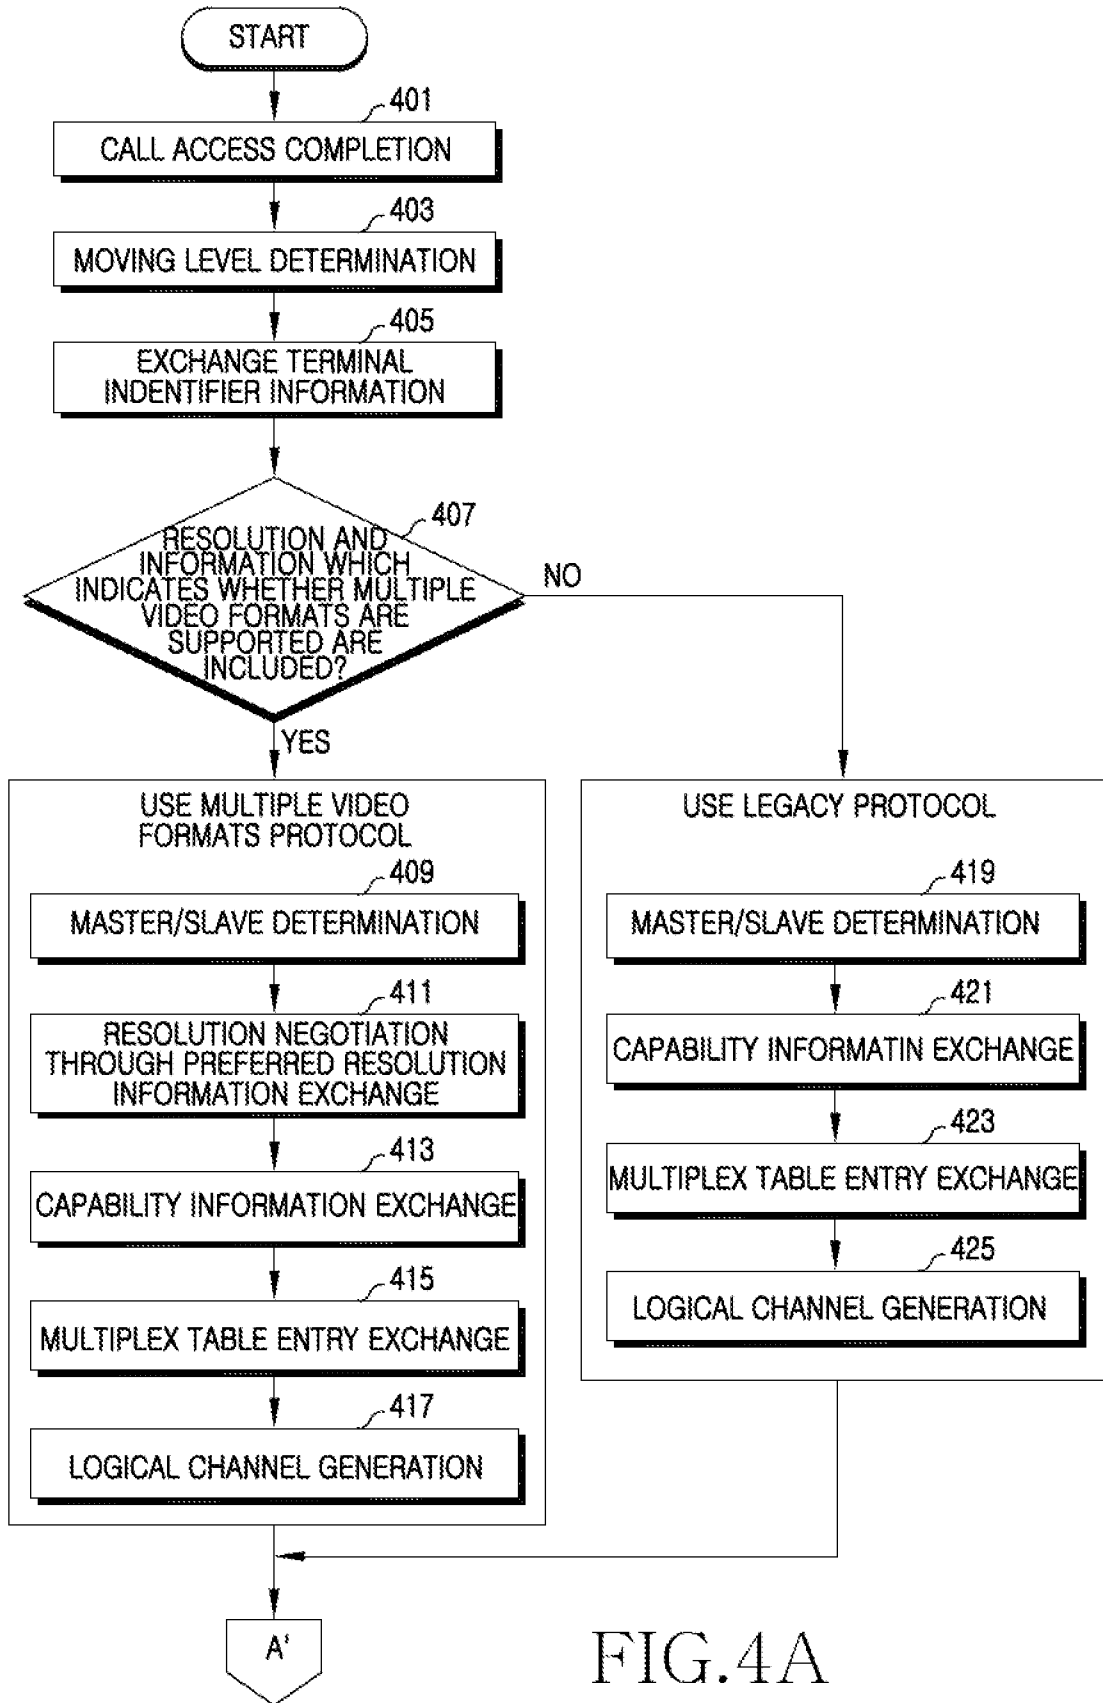 START
401
CALL ACCESS COMPLETION
403
MOVING LEVEL DETERMINATION
405
EXCHANGE TERMINAL
INDENTIFIER INFORMATION
407
RESOLUTION AND
INFORMATION WHICH
INDICATES WHETHER MULTIPLE
VIDEO FORMATS ARE
SUPPORTED ARE
INCLUDED?
NO
YES
USE MULTIPLE VIDEO
FORMATS PROTOCOL
409
MASTER/SLAVE DETERMINATION
411
RESOLUTION NEGOTIATION
THROUGH PREFERRED RESOLUTION
INFORMATION EXCHANGE
413
CAPABILITY INFORMATION EXCHANGE
415
MULTIPLEX TABLE ENTRY EXCHANGE
417
LOGICAL CHANNEL GENERATION
USE LEGACY PROTOCOL
419
MASTER/SLAVE DETERMINATION
421
CAPABILITY INFORMATIN EXCHANGE
423
MULTIPLEX TABLE ENTRY EXCHANGE
425
LOGICAL CHANNEL GENERATION
A'
FIG.4A